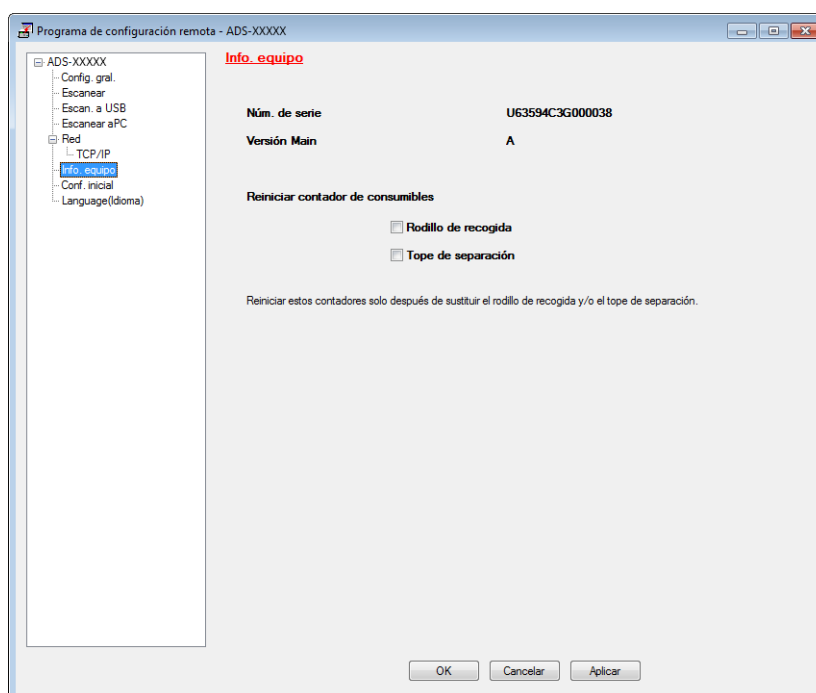 Programa de configuración remota - ADS-XXXXX
ADS-XXXXX
Config. gral.
Escanear
Escan. a USB
Escanear aPC
Red
TCP/IP
Info. equipo
Conf. inicial
Language(Idioma)
Info. equipo
Núm. de serie U63594C3G000038
Versión Main A
Reiniciar contador de consumibles
Rodillo de recogida
Tope de separación
Reiniciar estos contadores solo después de sustituir el rodillo de recogida y/o el tope de separación.
OK Cancelar Aplicar